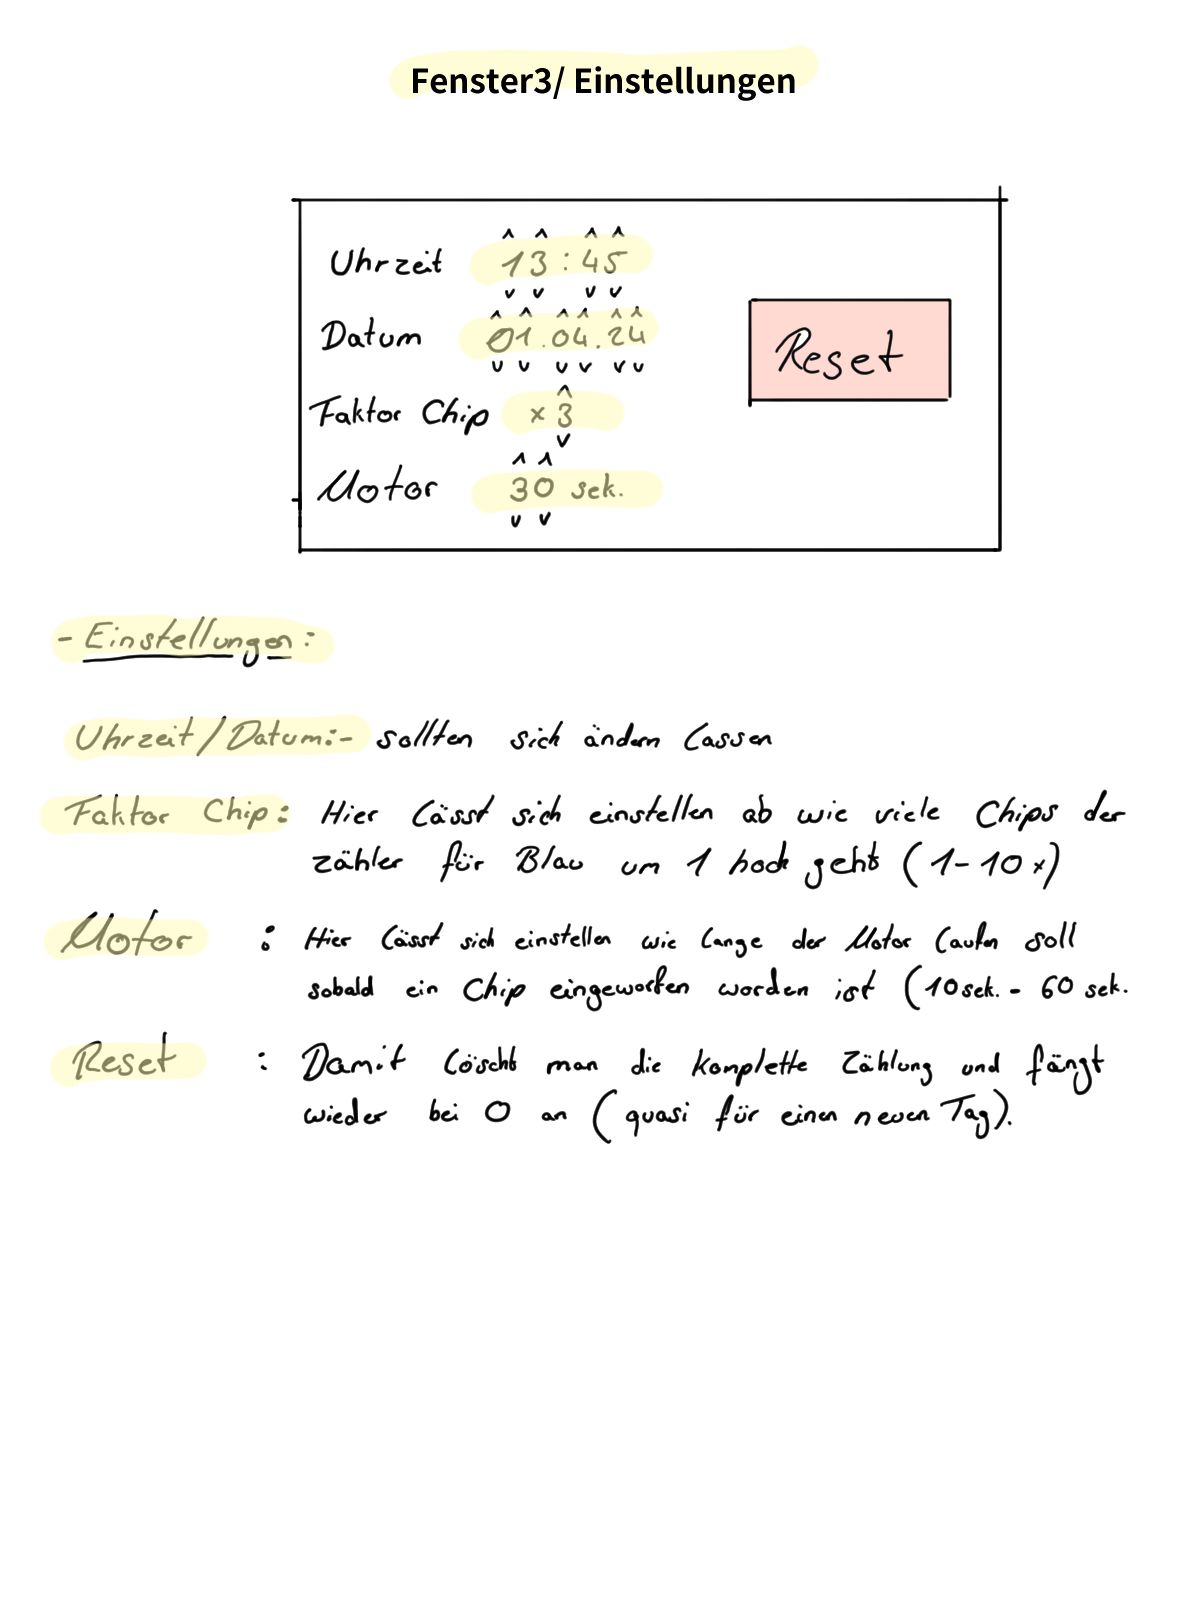 Fenster3/ Einstellungen
Uhrzeit 13:45
Datum 01.04.24
Reset
Faktor Chip x 3
Motor 30 sek.
- Einstellungen:
Uhrzeit/Datum:- sollten sich ändern lassen
Faktor Chip: Hier lässt sich einstellen ab wie viele Chips der
zähler für Blau um 1 hoch geht (1-10x)
Motor : Hier lässt sich einstellen wie lange der Motor laufen soll
sobald ein Chip eingeworfen worden ist (10sek. - 60 sek.
Reset : Damit löscht man die komplette Zählung und fängt
wieder bei 0 an (quasi für einen neuen Tag).